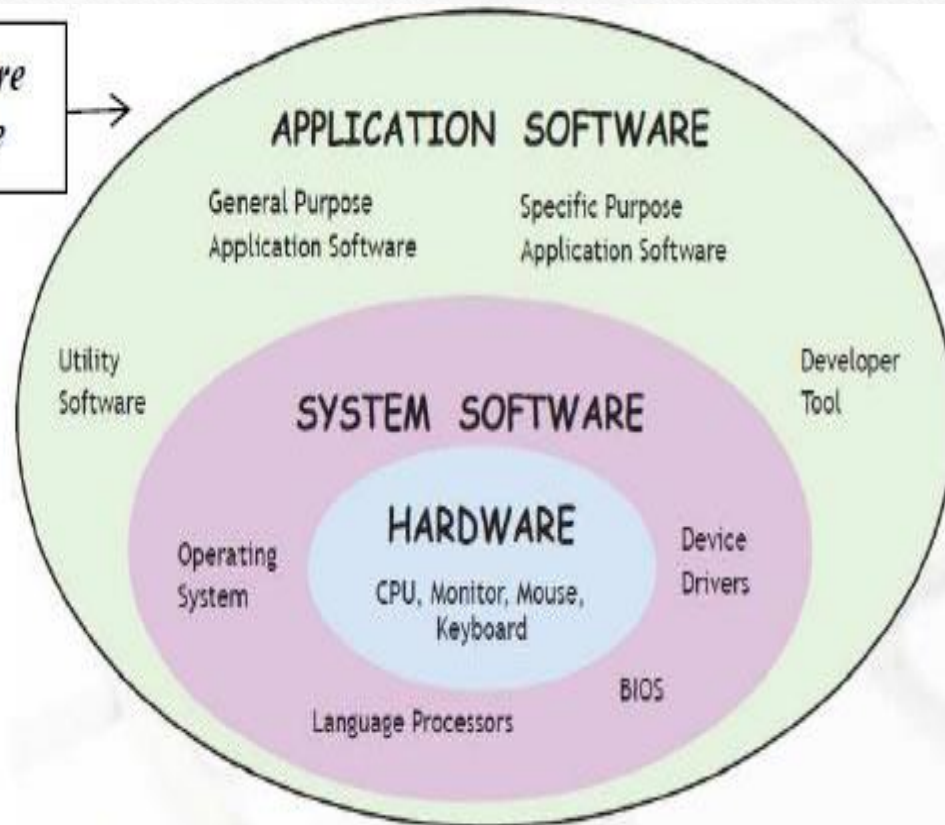 APPLICATION SOFTWARE
General Purpose
Application Software
Specific Purpose
Application Software
Utility
Software
Developer
Tool
SYSTEM SOFTWARE
Operating
System
Device
Drivers
HARDWARE
CPU, Monitor, Mouse,
Keyboard
BIOS
Language Processors